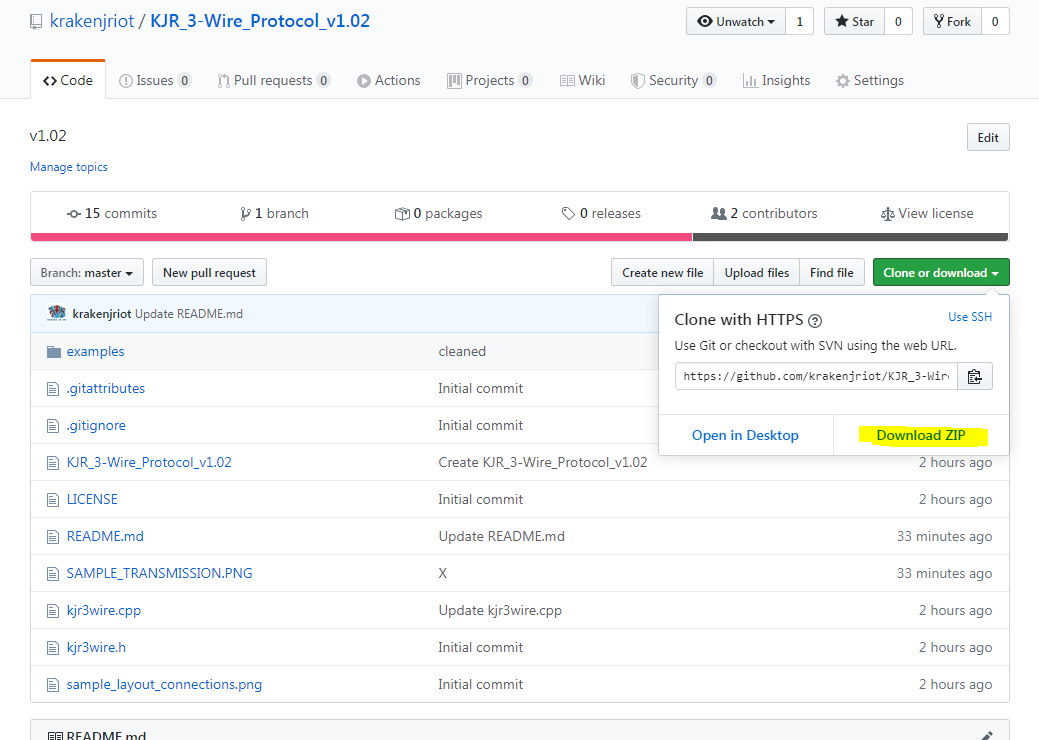 krakenjriot / KJR_3-Wire_Protocol_v1.02
Unwatch 1 Star 0 Fork 0
Code Issues 0 Pull requests 0 Actions Projects 0 Wiki Security 0 Insights Settings
v1.02
Edit
Manage topics
15 commits 1 branch 0 packages 0 releases 2 contributors View license
Branch: master New pull request Create new file Upload files Find file Clone or download
krakenjriot Update README.md
Clone with HTTPS Use SSH
Use Git or checkout with SVN using the web URL.
https://github.com/krakenjriot/KJR_3-Wir
Open in Desktop Download ZIP
examples cleaned
.gitattributes Initial commit
.gitignore Initial commit
KJR_3-Wire_Protocol_v1.02 Create KJR_3-Wire_Protocol_v1.02 2 hours ago
LICENSE Initial commit 2 hours ago
README.md Update README.md 33 minutes ago
SAMPLE_TRANSMISSION.PNG X 33 minutes ago
kjr3wire.cpp Update kjr3wire.cpp 2 hours ago
kjr3wire.h Initial commit 2 hours ago
sample_layout_connections.png Initial commit 2 hours ago
README.md